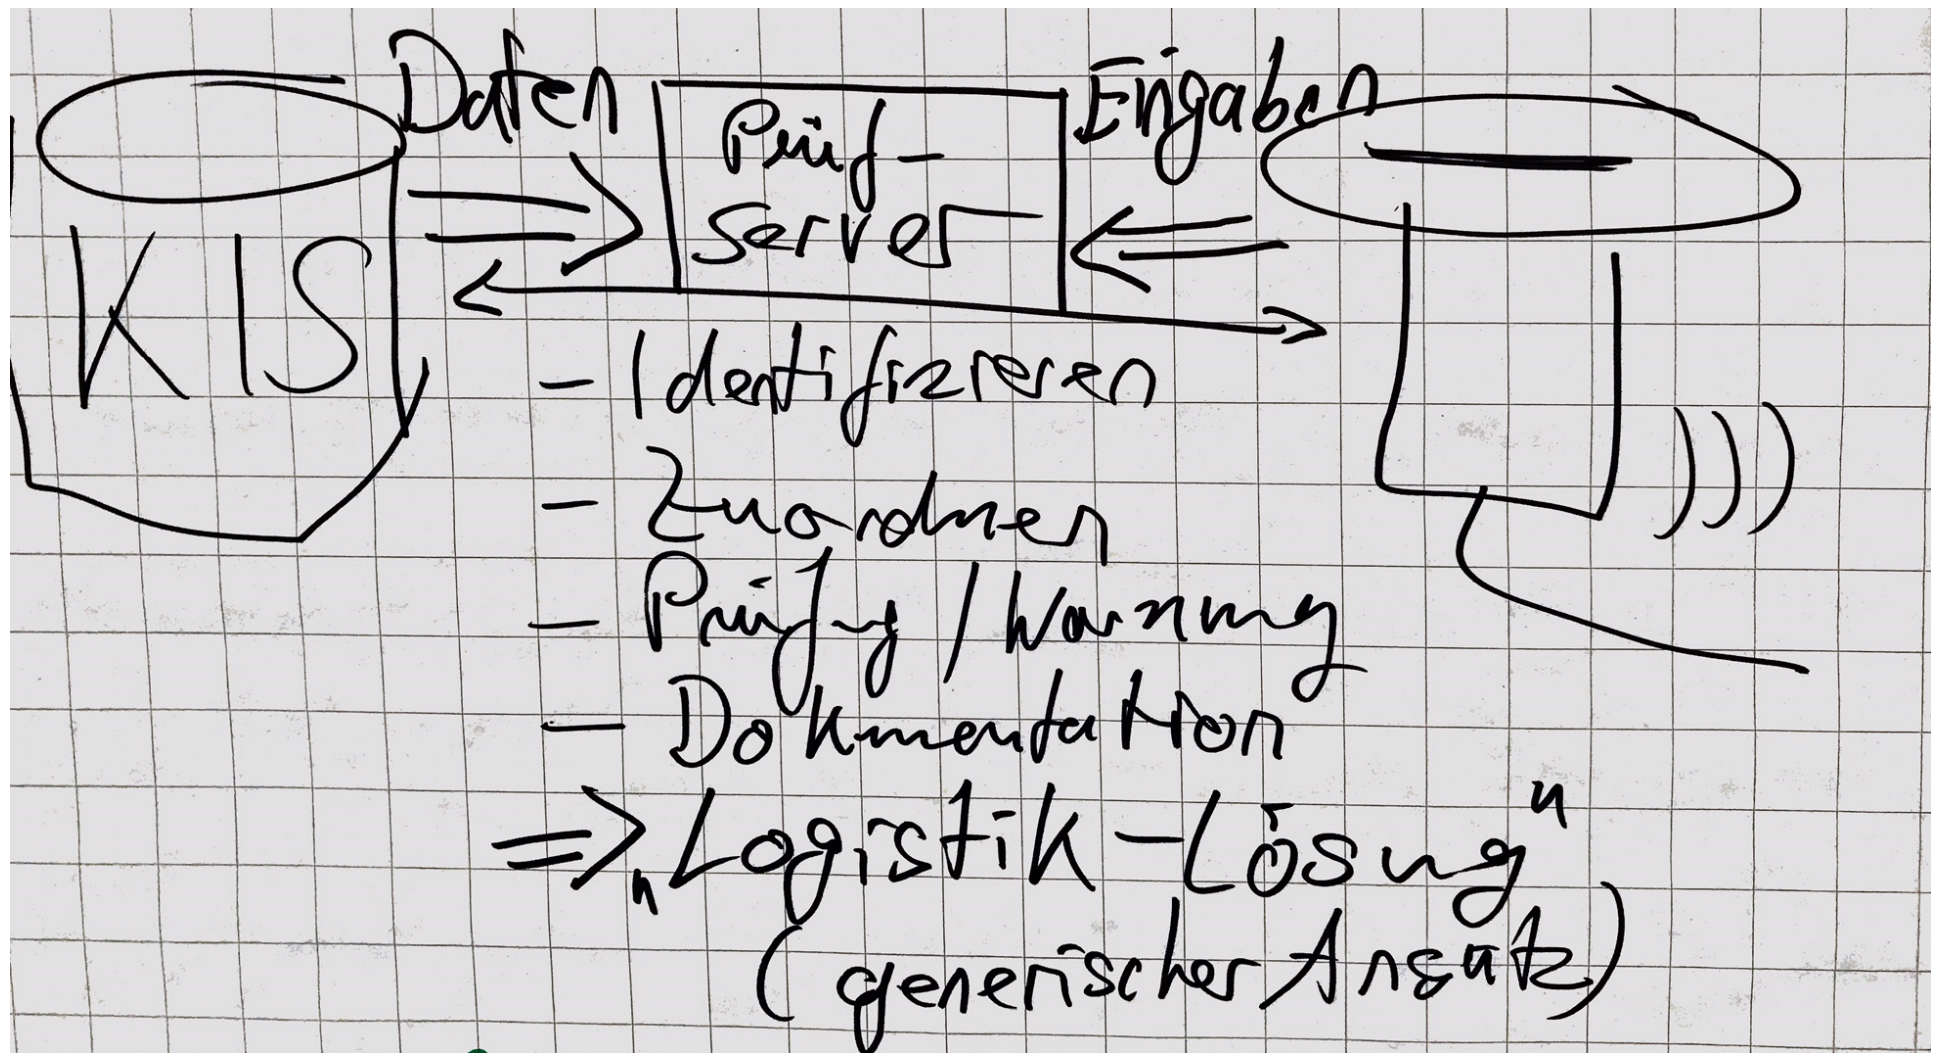 Daten
Prüf-
server
Eingaben
KIS
- Identifizieren
- Zuordnen
- Prüfung / Warnung
- Dokumentation
⇒ „Logistik-Lösung“
(generischer Ansatz)